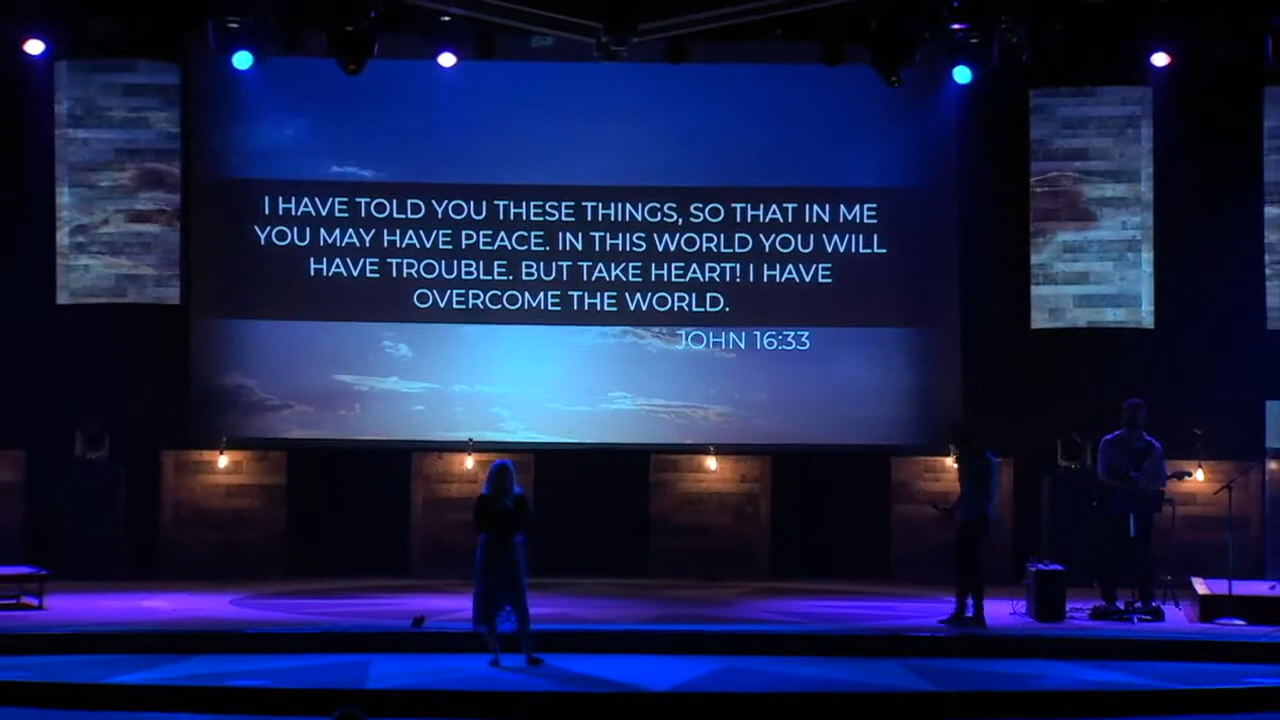 I HAVE TOLD YOU THESE THINGS, SO THAT IN ME
YOU MAY HAVE PEACE. IN THIS WORLD YOU WILL
HAVE TROUBLE. BUT TAKE HEART! I HAVE
OVERCOME THE WORLD.
JOHN 16:33